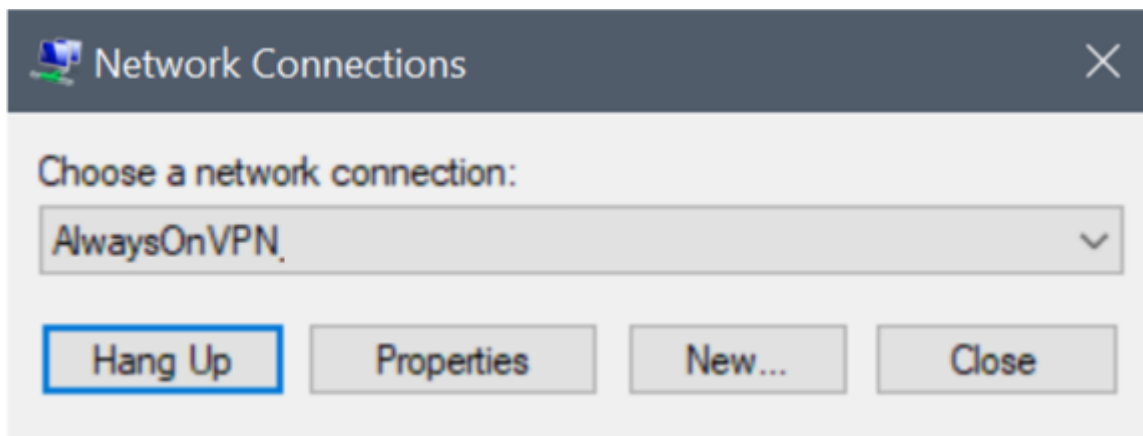 Network Connections
Choose a network connection:
AlwaysOnVPN
Hang Up Properties New... Close